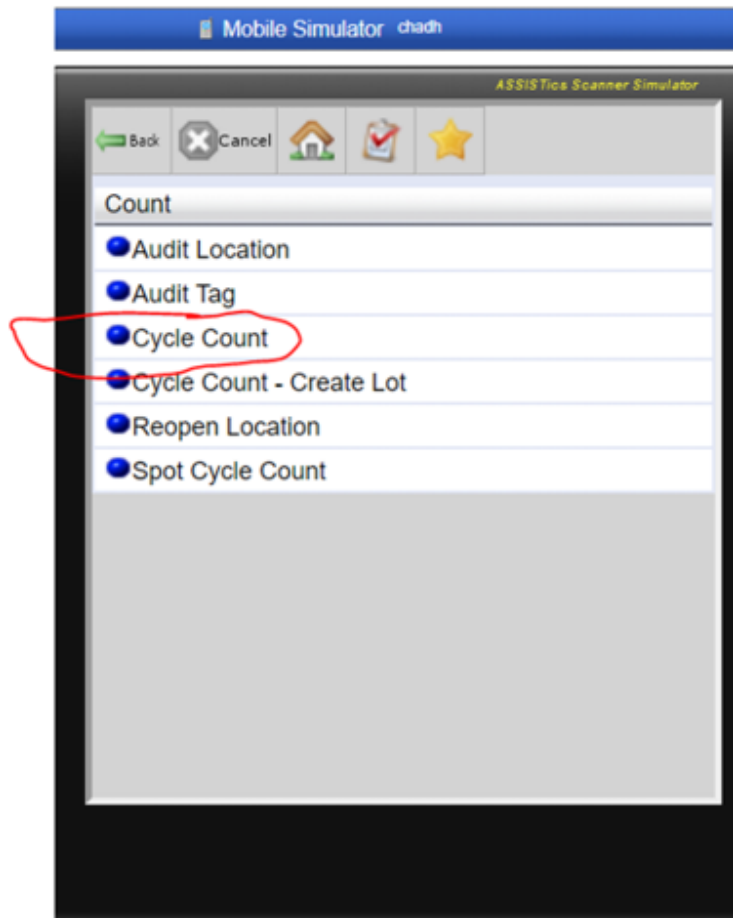 Mobile Simulator chadh
ASSISTics Scanner Simulator
Back Cancel
Count
Audit Location
Audit Tag
Cycle Count
Cycle Count - Create Lot
Reopen Location
Spot Cycle Count